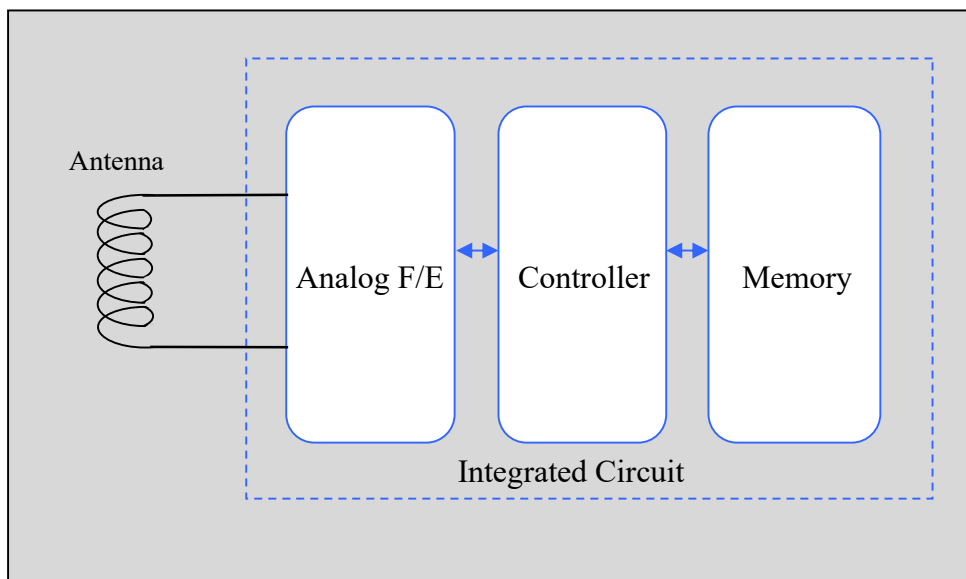 Antenna
Analog F/E
Controller
Memory
Integrated Circuit